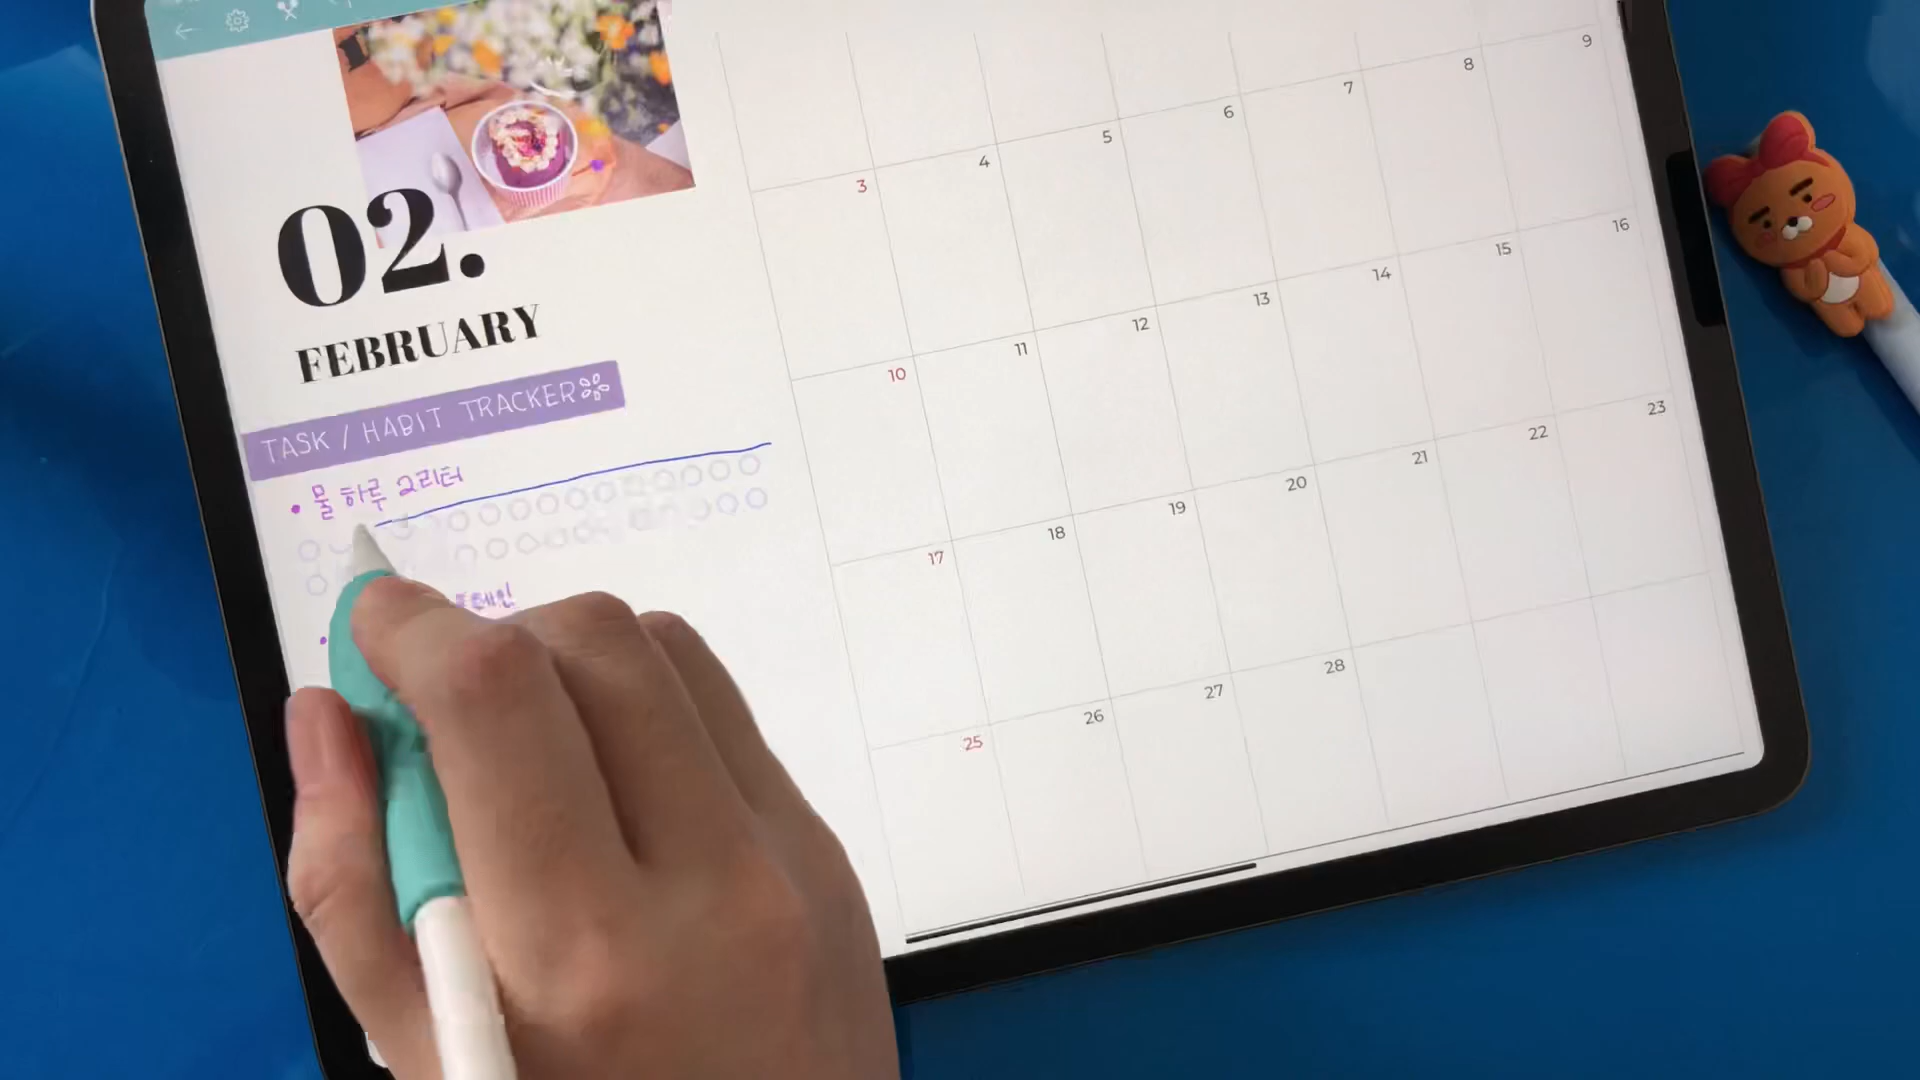 02.
FEBRUARY
TASK / HABIT TRACKER
• 물 하루 2리터
3 4 5 6 7 8 9
10 11 12 13 14 15 16
17 18 19 20 21 22 23
25 26 27 28